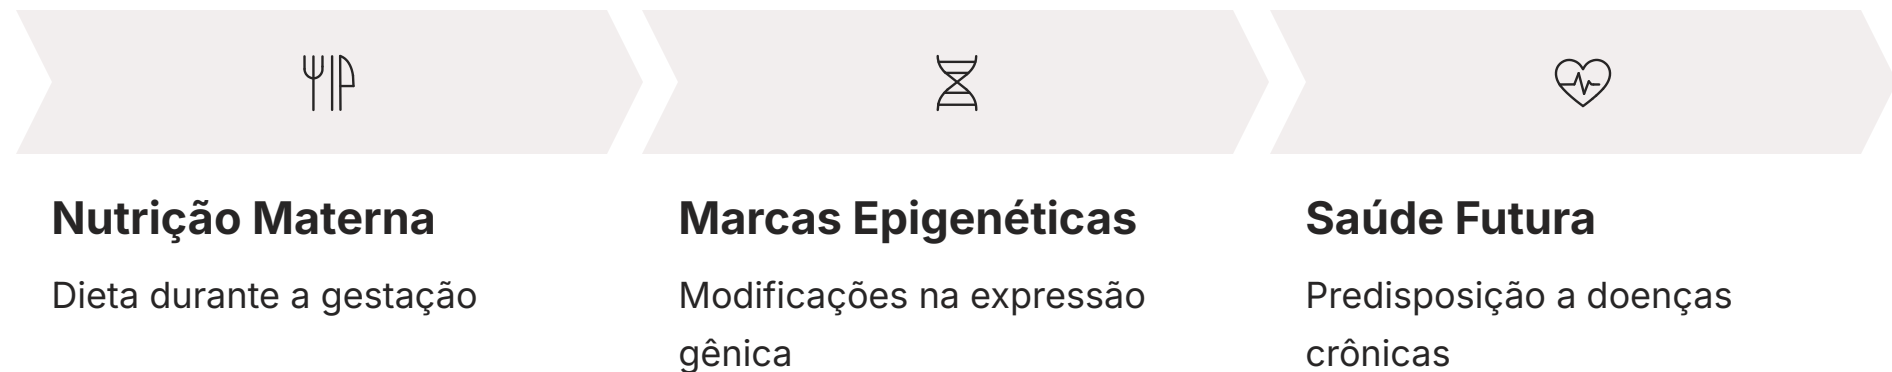 Nutrição Materna
Dieta durante a gestação
Marcas Epigenéticas
Modificações na expressão
gênica
Saúde Futura
Predisposição a doenças
crônicas